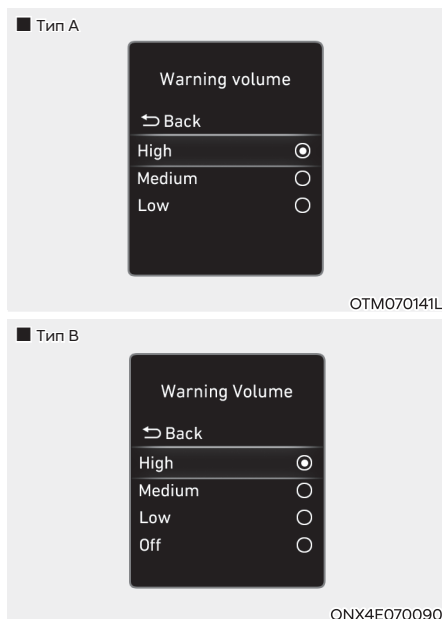 ■ Тип A
Warning volume
⮌ Back
High
Medium
Low
OTM070141L
■ Тип B
Warning Volume
⮌ Back
High
Medium
Low
Off
ONX4E070090